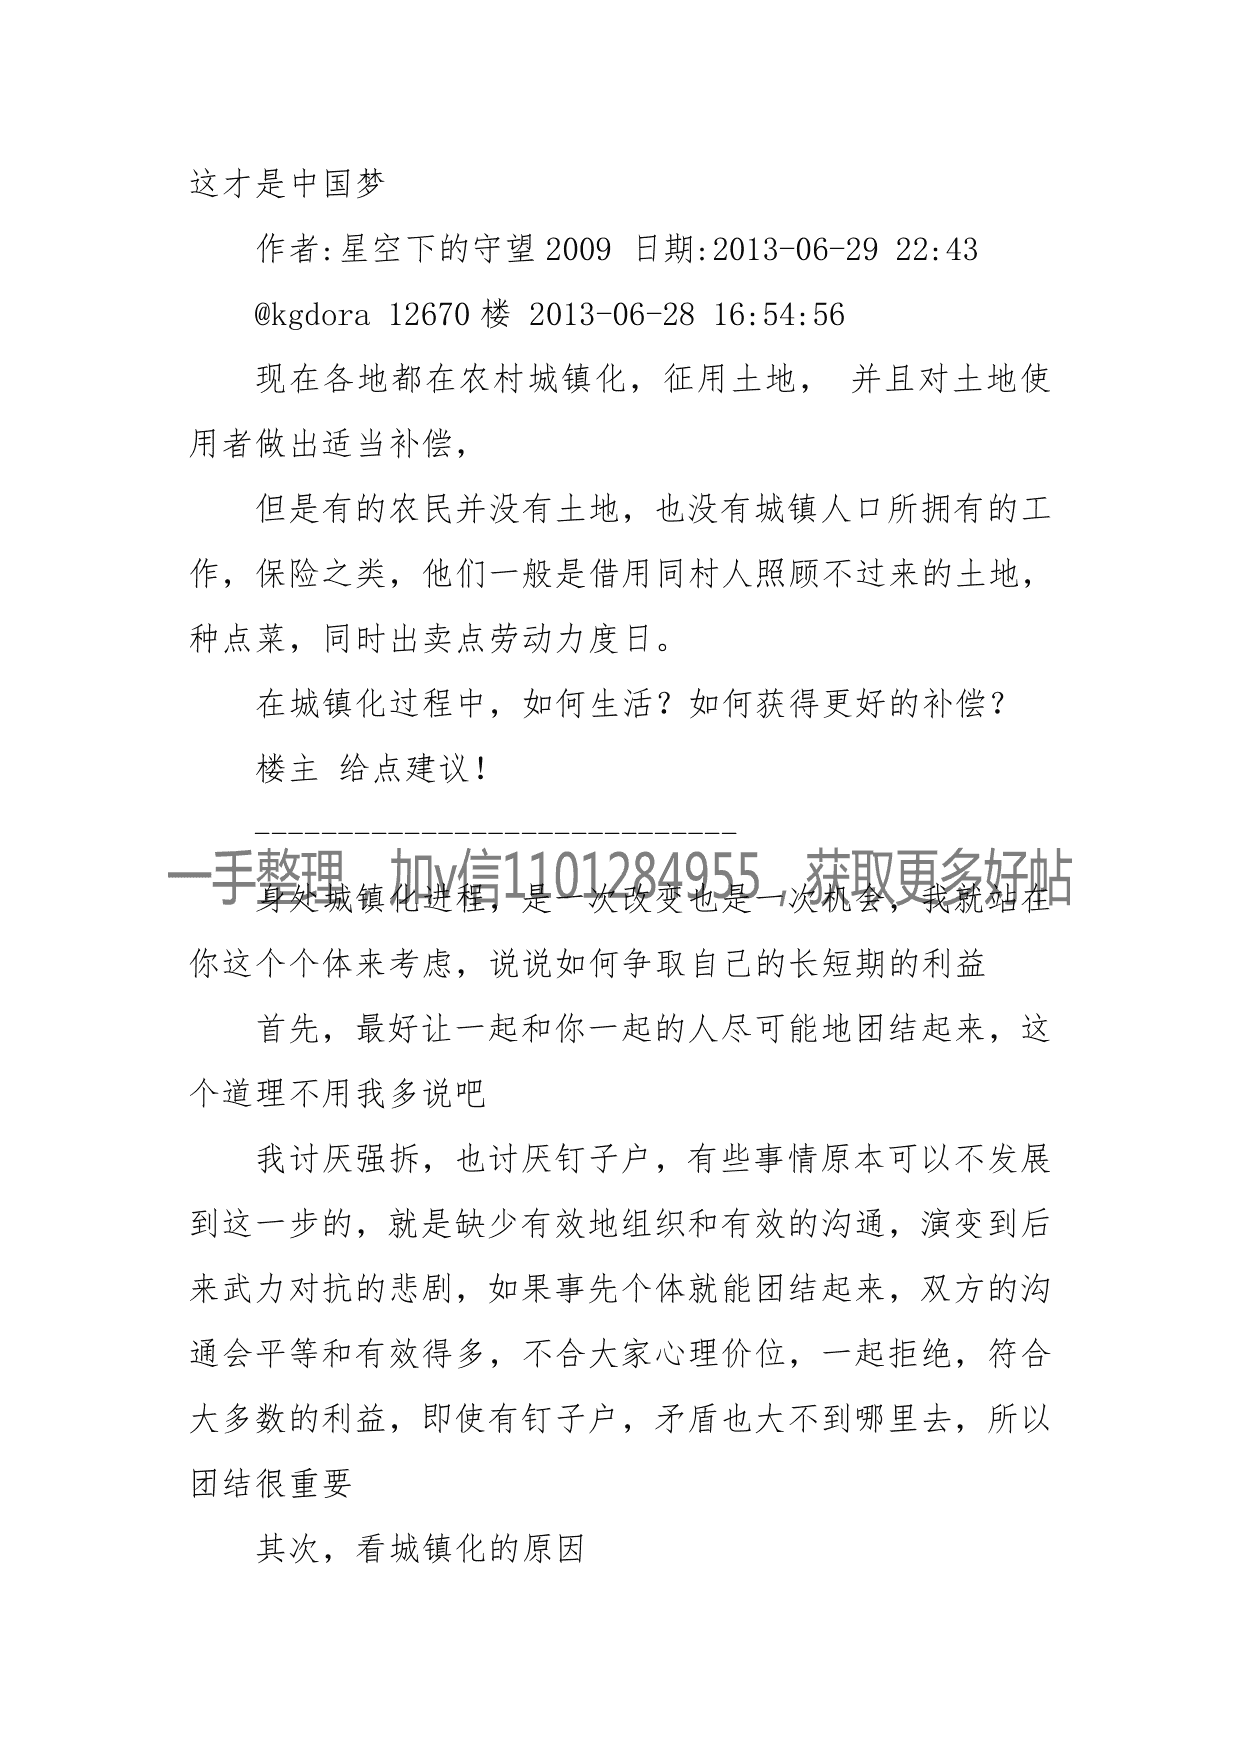 这才是中国梦
作者:星空下的守望2009 日期:2013-06-29 22:43
@kgdora 12670楼 2013-06-28 16:54:56
现在各地都在农村城镇化，征用土地， 并且对土地使
用者做出适当补偿，
但是有的农民并没有土地，也没有城镇人口所拥有的工
作，保险之类，他们一般是借用同村人照顾不过来的土地，
种点菜，同时出卖点劳动力度日。
在城镇化过程中，如何生活？如何获得更好的补偿？
楼主 给点建议！
-----------------------------
一手整理，加v信1101284955，获取更多好帖
身处城镇化进程，是一次改变也是一次机会，我就站在
你这个个体来考虑，说说如何争取自己的长短期的利益
首先，最好让一起和你一起的人尽可能地团结起来，这
个道理不用我多说吧
我讨厌强拆，也讨厌钉子户，有些事情原本可以不发展
到这一步的，就是缺少有效地组织和有效的沟通，演变到后
来武力对抗的悲剧，如果事先个体就能团结起来，双方的沟
通会平等和有效得多，不合大家心理价位，一起拒绝，符合
大多数的利益，即使有钉子户，矛盾也大不到哪里去，所以
团结很重要
其次，看城镇化的原因